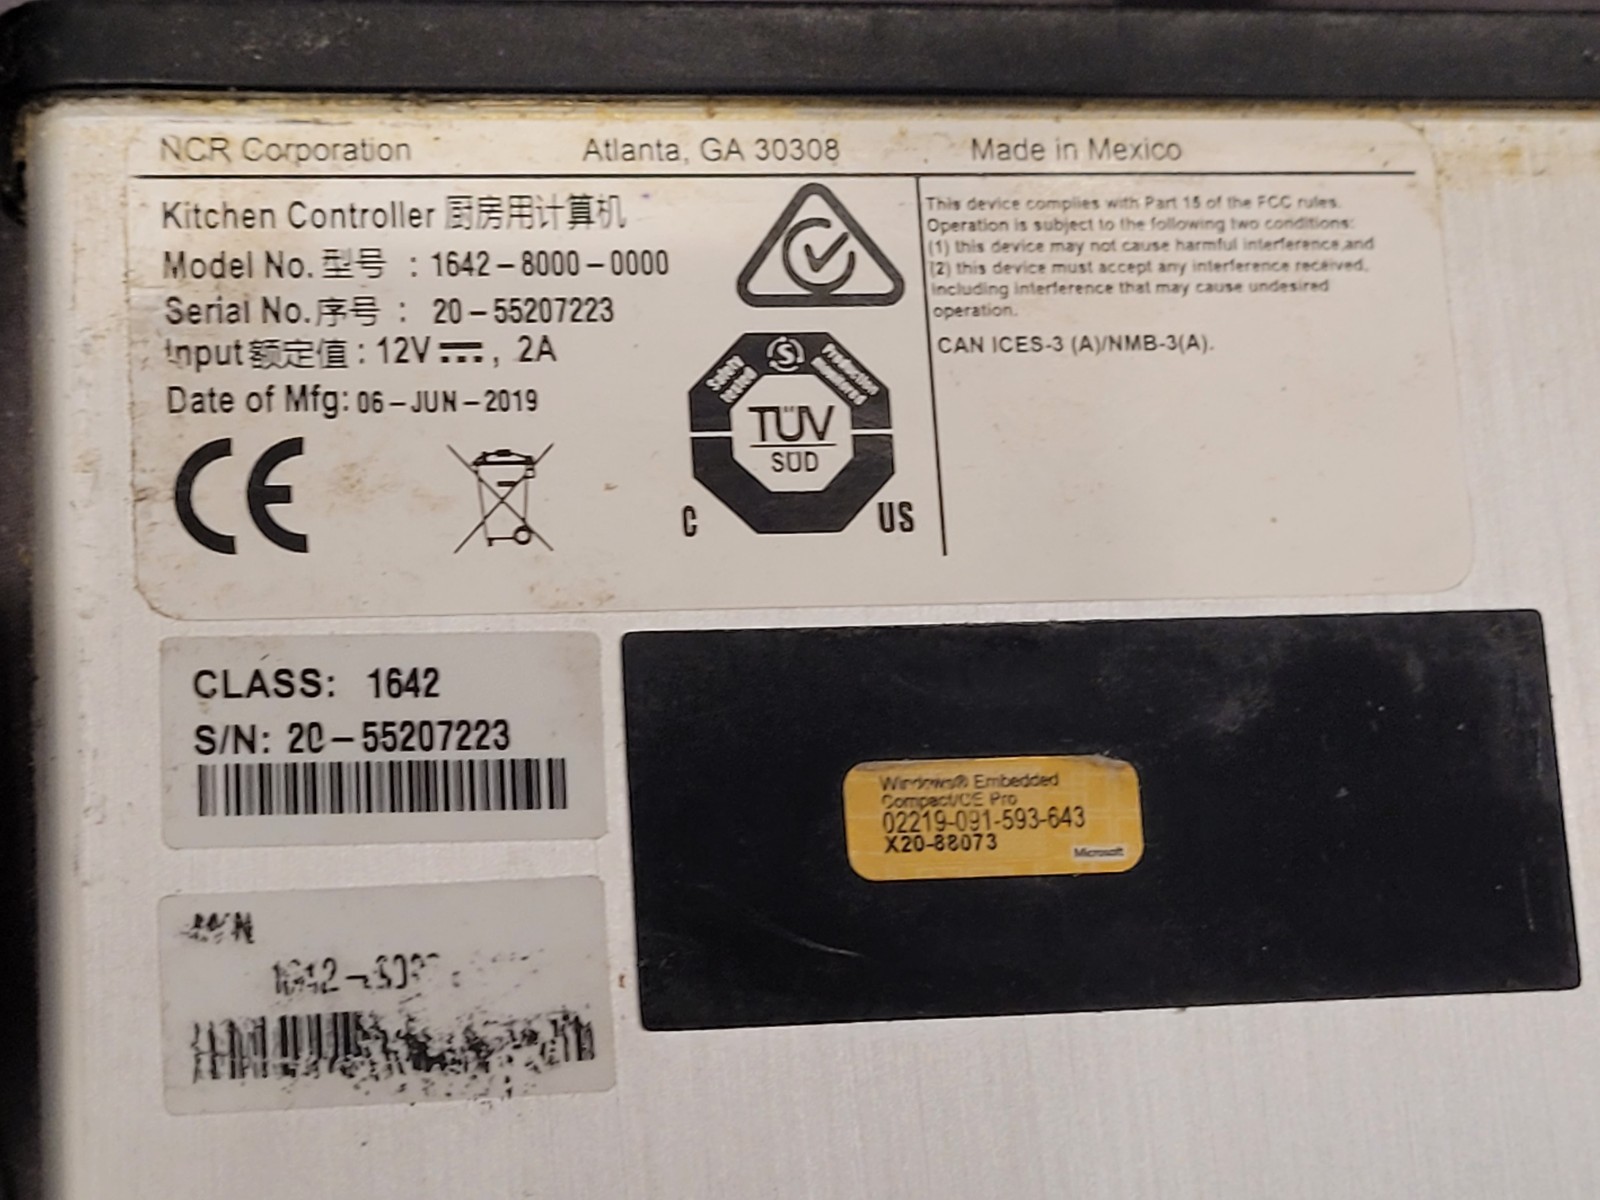 NCR Corporation Atlanta, GA 30308 Made in Mexico
Kitchen Controller 厨房用计算机
Model No. 型号 : 1642-8000-0000
Serial No. 序号 : 20-55207223
Input 额定值 : 12V ⎓, 2A
Date of Mfg: 06-JUN-2019
CE
Safety tested
S
Production monitored
TÜV
SÜD
C US
This device complies with Part 15 of the FCC rules.
Operation is subject to the following two conditions:
(1) this device may not cause harmful interference,and
(2) this device must accept any interference received,
including interference that may cause undesired
operation.
CAN ICES-3 (A)/NMB-3(A).
CLASS: 1642
S/N: 20-55207223
Windows® Embedded
Compact/CE Pro
02219-091-593-643
X20-88073
Microsoft